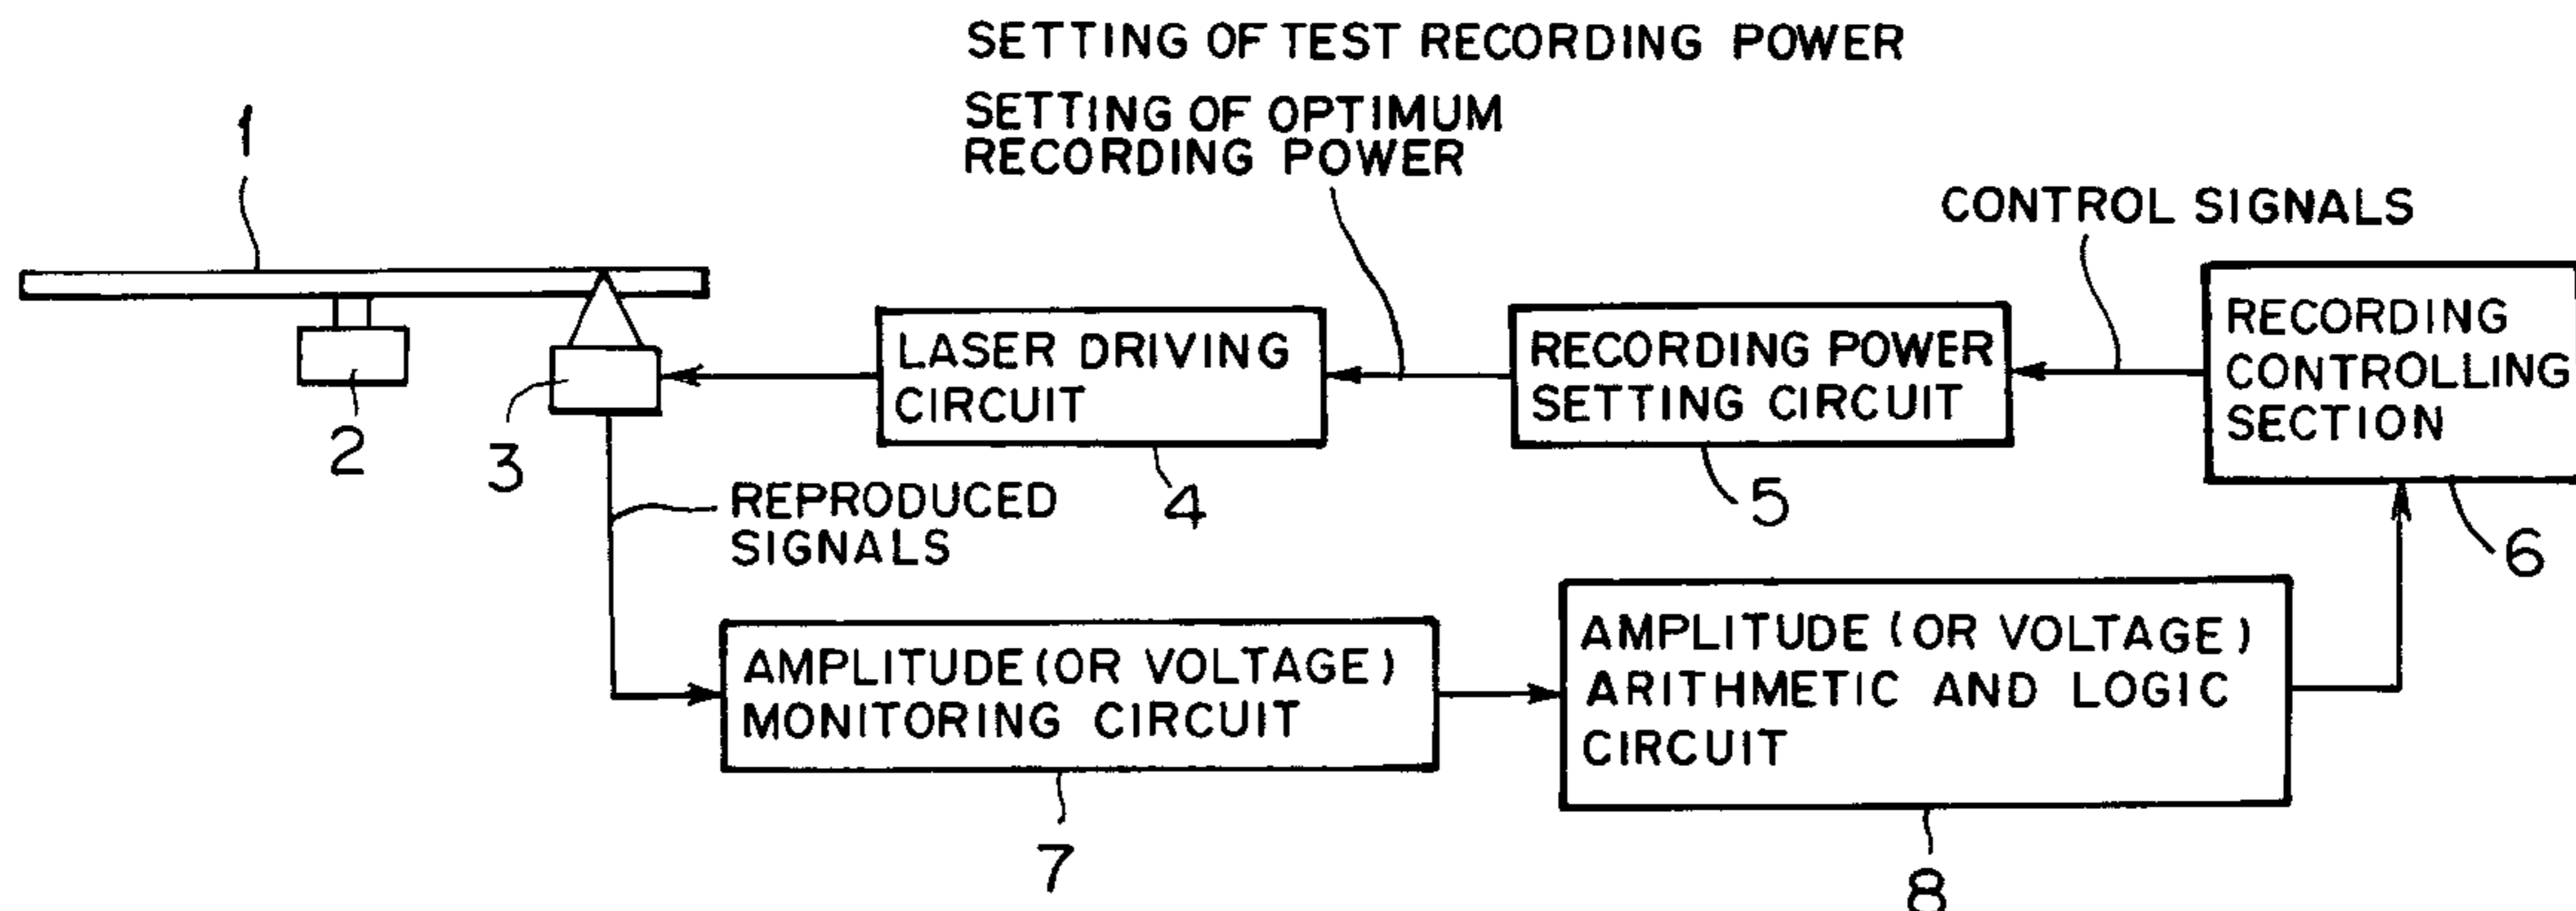 SETTING OF TEST RECORDING POWER
SETTING OF OPTIMUM
RECORDING POWER
1
CONTROL SIGNALS
LASER DRIVING
CIRCUIT
RECORDING POWER
SETTING CIRCUIT
RECORDING
CONTROLLING
SECTION
2
3
4
5
6
REPRODUCED
SIGNALS
AMPLITUDE (OR VOLTAGE)
MONITORING CIRCUIT
AMPLITUDE (OR VOLTAGE)
ARITHMETIC AND LOGIC
CIRCUIT
7
8